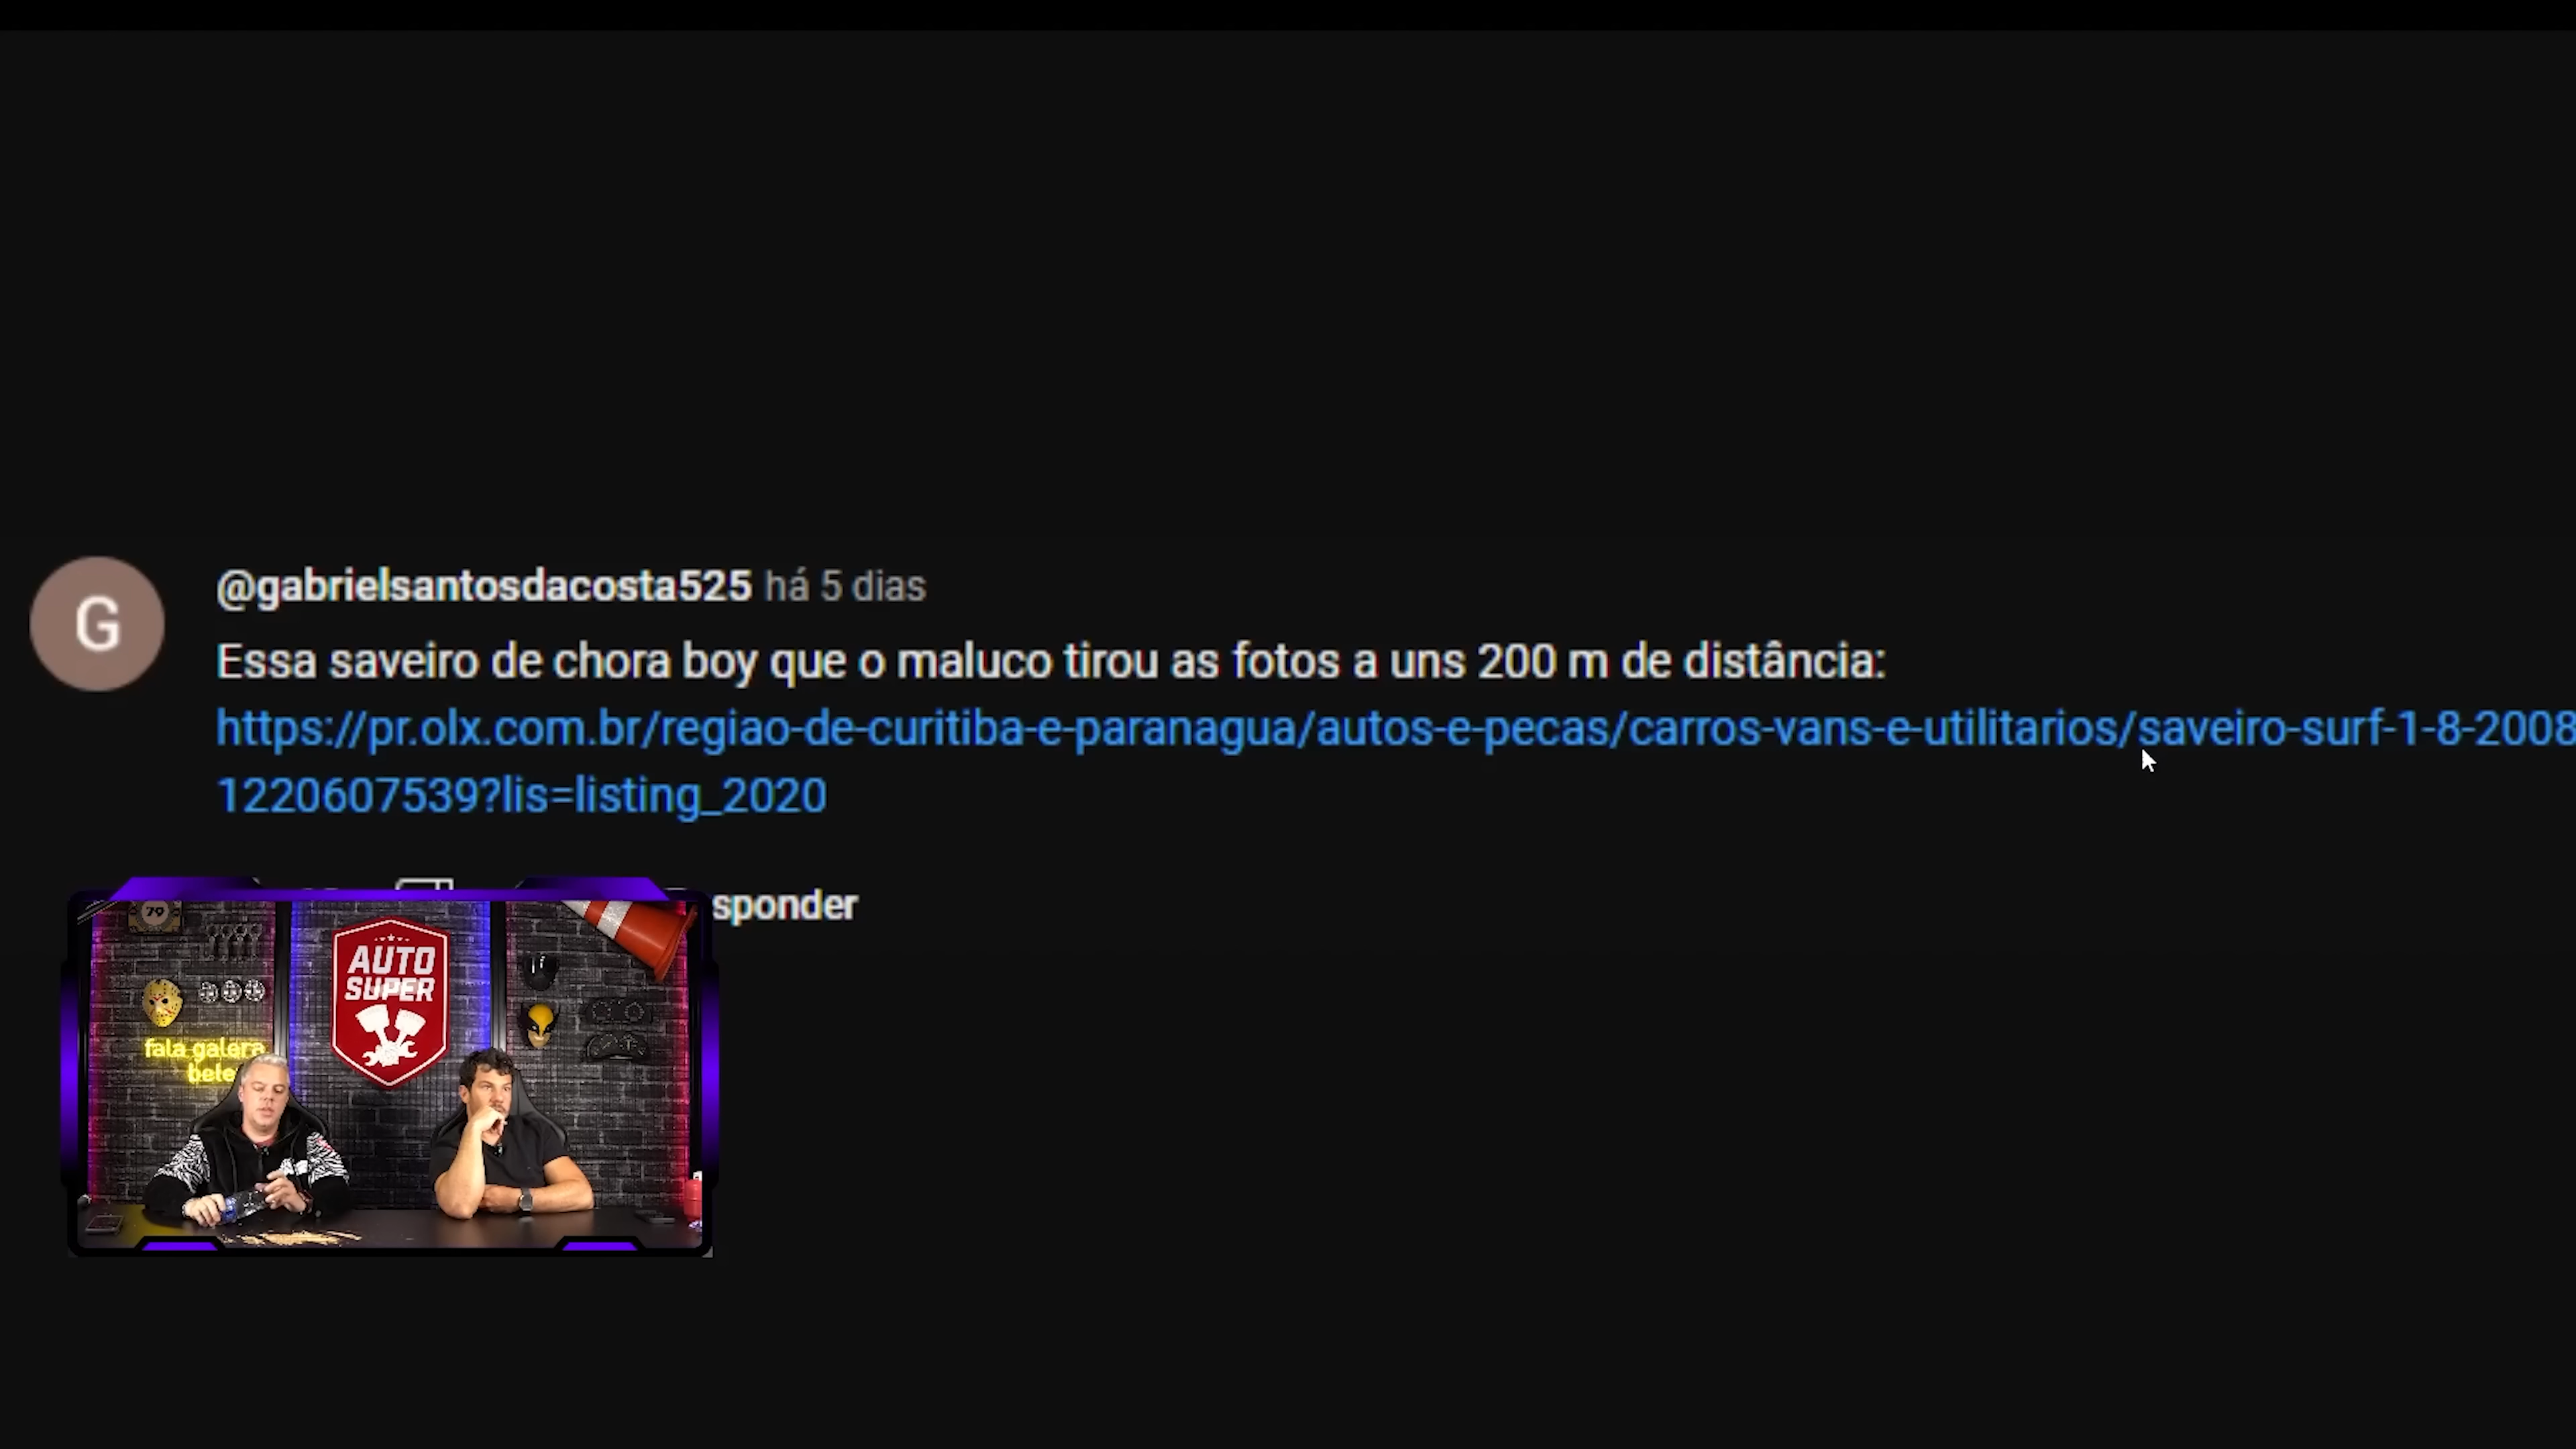 @gabrielsantosdacosta525 há 5 dias
G
Essa saveiro de chora boy que o maluco tirou as fotos a uns 200 m de distância:
https://pr.olx.com.br/regiao-de-curitiba-e-paranagua/autos-e-pecas/carros-vans-e-utilitarios/saveiro-surf-1-8-2008
1220607539?lis=listing_2020
sponder
79
AUTO
SUPER
fala galera
bele